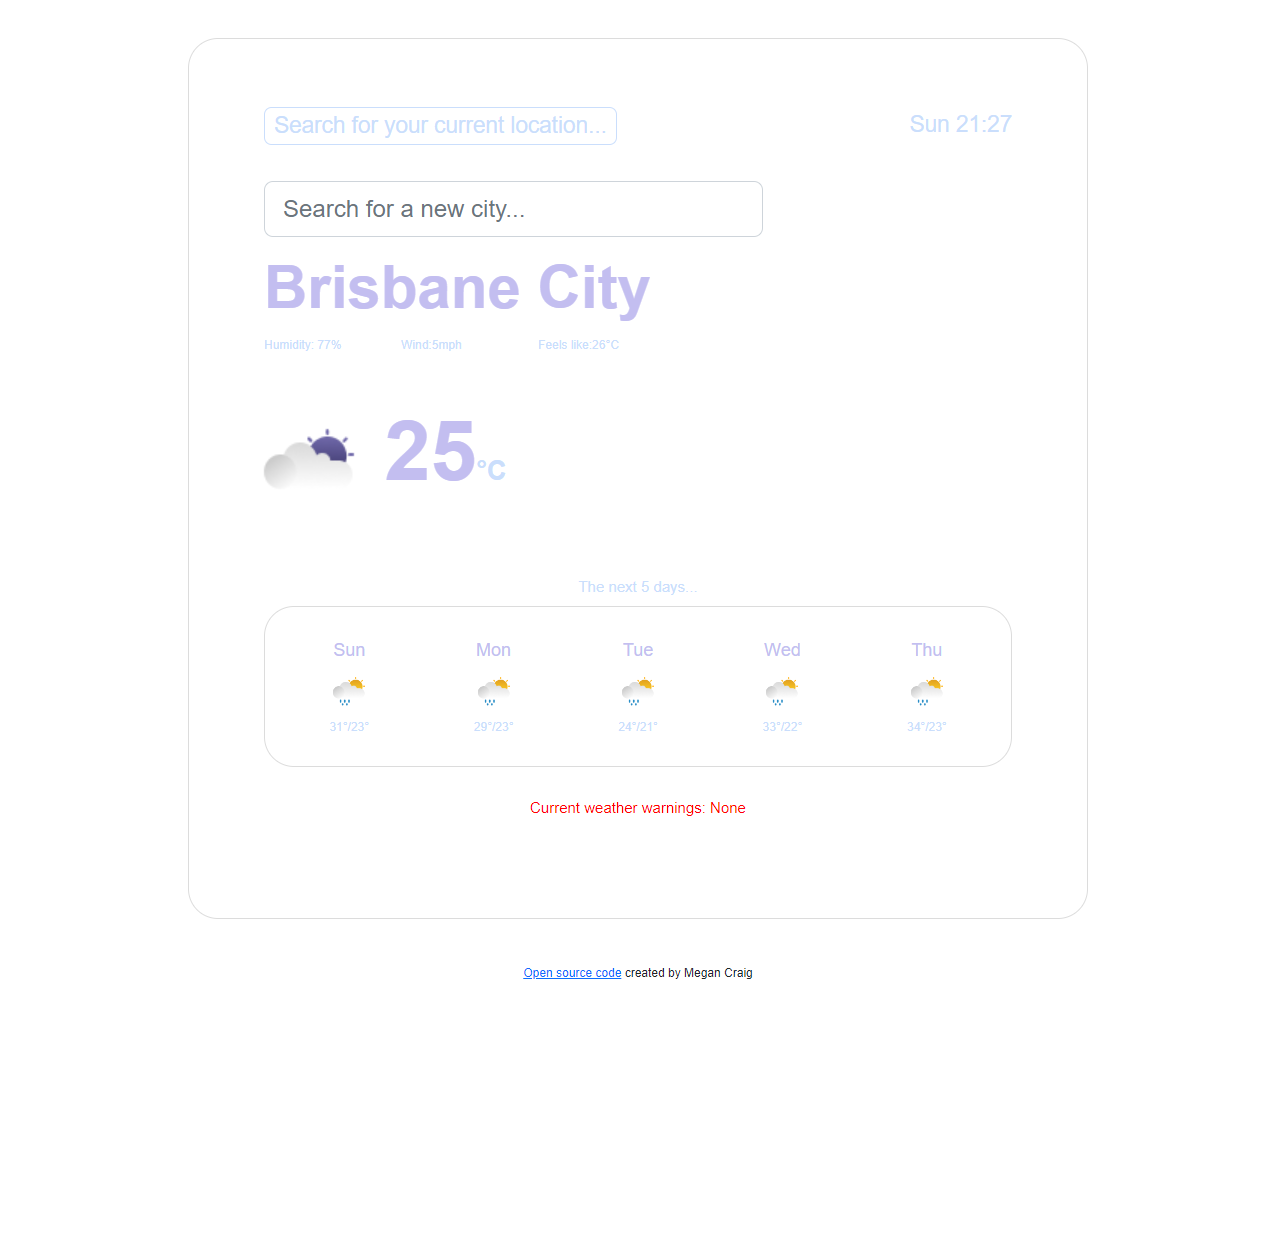 Search for your current location...
Sun 21:27
Search for a new city...
Brisbane City
Humidity: 77%
Wind:5mph
Feels like:26°C
25°C
The next 5 days...
Sun
Mon
Tue
Wed
Thu
31°/23°
29°/23°
24°/21°
33°/22°
34°/23°
Current weather warnings: None
Open source code created by Megan Craig